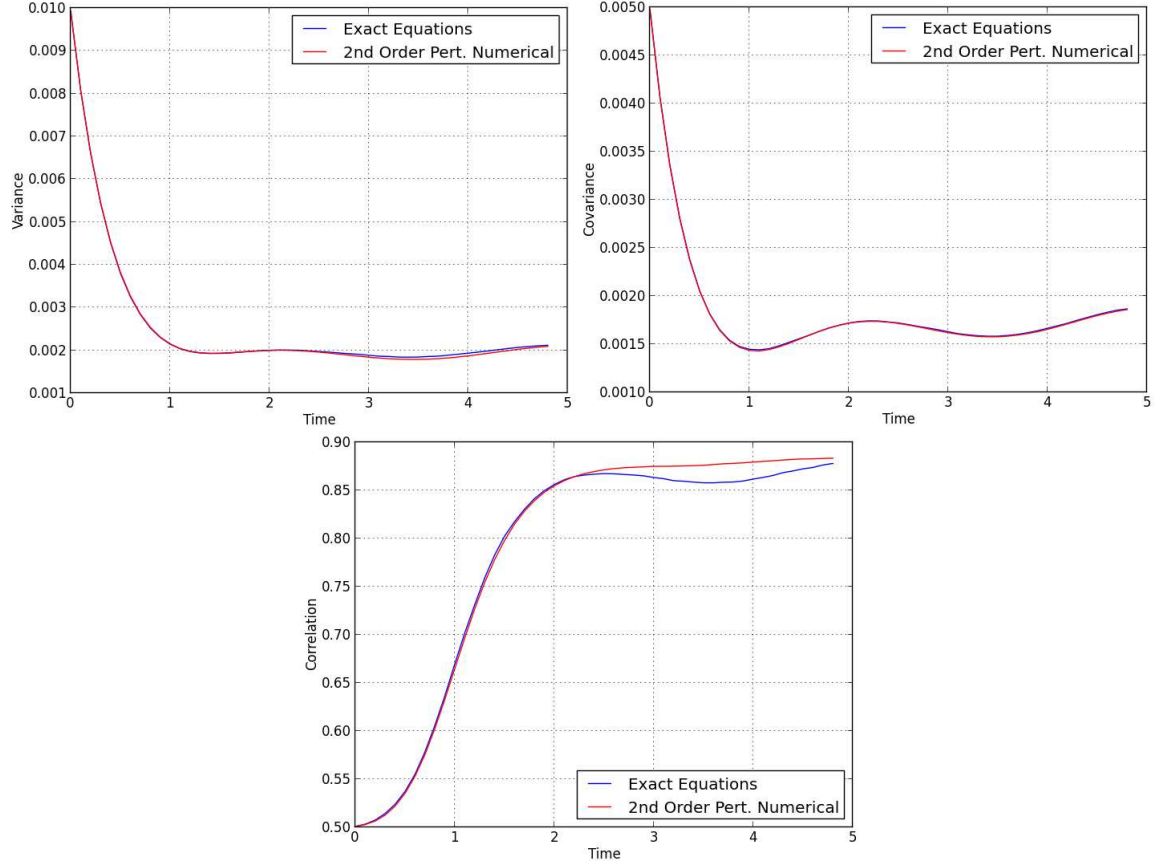 0.010
0.009
0.008
0.007
0.006
0.005
0.004
0.003
0.002
0.001
Variance
0 1 2 3 4 5
Time
Exact Equations
2nd Order Pert. Numerical
0.0050
0.0045
0.0040
0.0035
0.0030
0.0025
0.0020
0.0015
0.0010
Covariance
0 1 2 3 4 5
Time
Exact Equations
2nd Order Pert. Numerical
0.90
0.85
0.80
0.75
0.70
0.65
0.60
0.55
0.50
Correlation
0 1 2 3 4 5
Time
Exact Equations
2nd Order Pert. Numerical